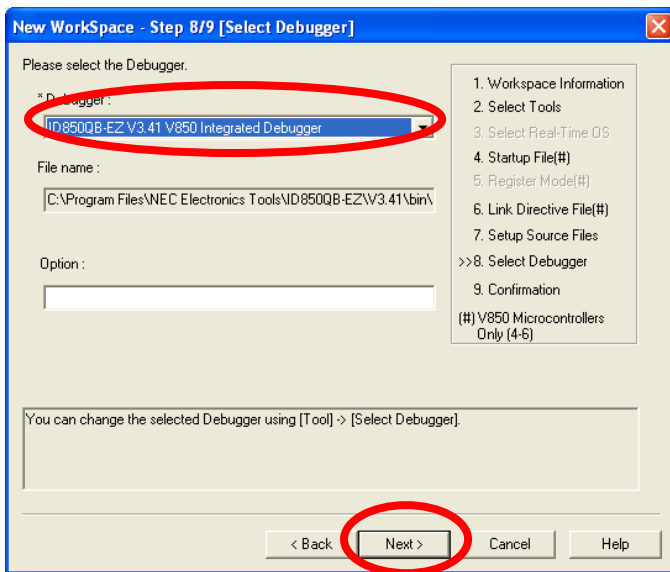 New WorkSpace - Step 8/9 [Select Debugger]
Please select the Debugger.
* Debugger :
ID850QB-EZ V3.41 V850 Integrated Debugger
File name :
C:\Program Files\NEC Electronics Tools\ID850QB-EZ\V3.41\bin\
Option :
1. Workspace Information
2. Select Tools
3. Select Real-Time OS
4. Startup File(#)
5. Register Mode(#)
6. Link Directive File(#)
7. Setup Source Files
>>8. Select Debugger
9. Confirmation
(#) V850 Microcontrollers
Only (4-6)
You can change the selected Debugger using [Tool] -> [Select Debugger].
< Back
Next >
Cancel
Help